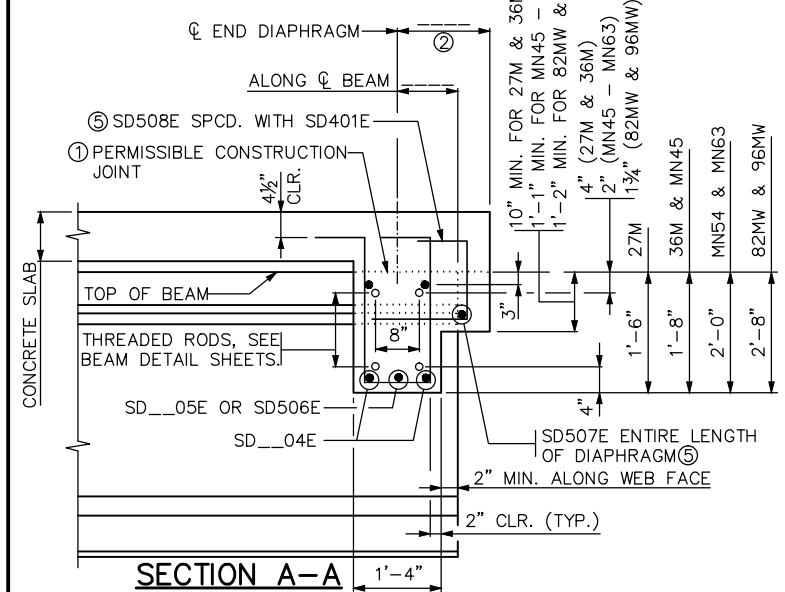 ℄ END DIAPHRAGM
②
ALONG ℄ BEAM
⑤ SD508E SPCD. WITH SD401E
① PERMISSIBLE CONSTRUCTION
JOINT
4½"
CLR.
10" MIN. FOR 27M & 36M
1'-1" MIN. FOR MN45 -
1'-2" MIN. FOR 82MW &
4" (27M & 36M)
2" (MN45 - MN63)
1¾" (82MW & 96MW)
27M
36M & MN45
MN54 & MN63
82MW & 96MW
CONCRETE SLAB
TOP OF BEAM
3"
THREADED RODS, SEE
BEAM DETAIL SHEETS.
8"
1'-6"
1'-8"
2'-0"
2'-8"
SD__05E OR SD506E
SD__04E
4"
SD507E ENTIRE LENGTH
OF DIAPHRAGM ⑤
2" MIN. ALONG WEB FACE
2" CLR. (TYP.)
SECTION A-A
1'-4"